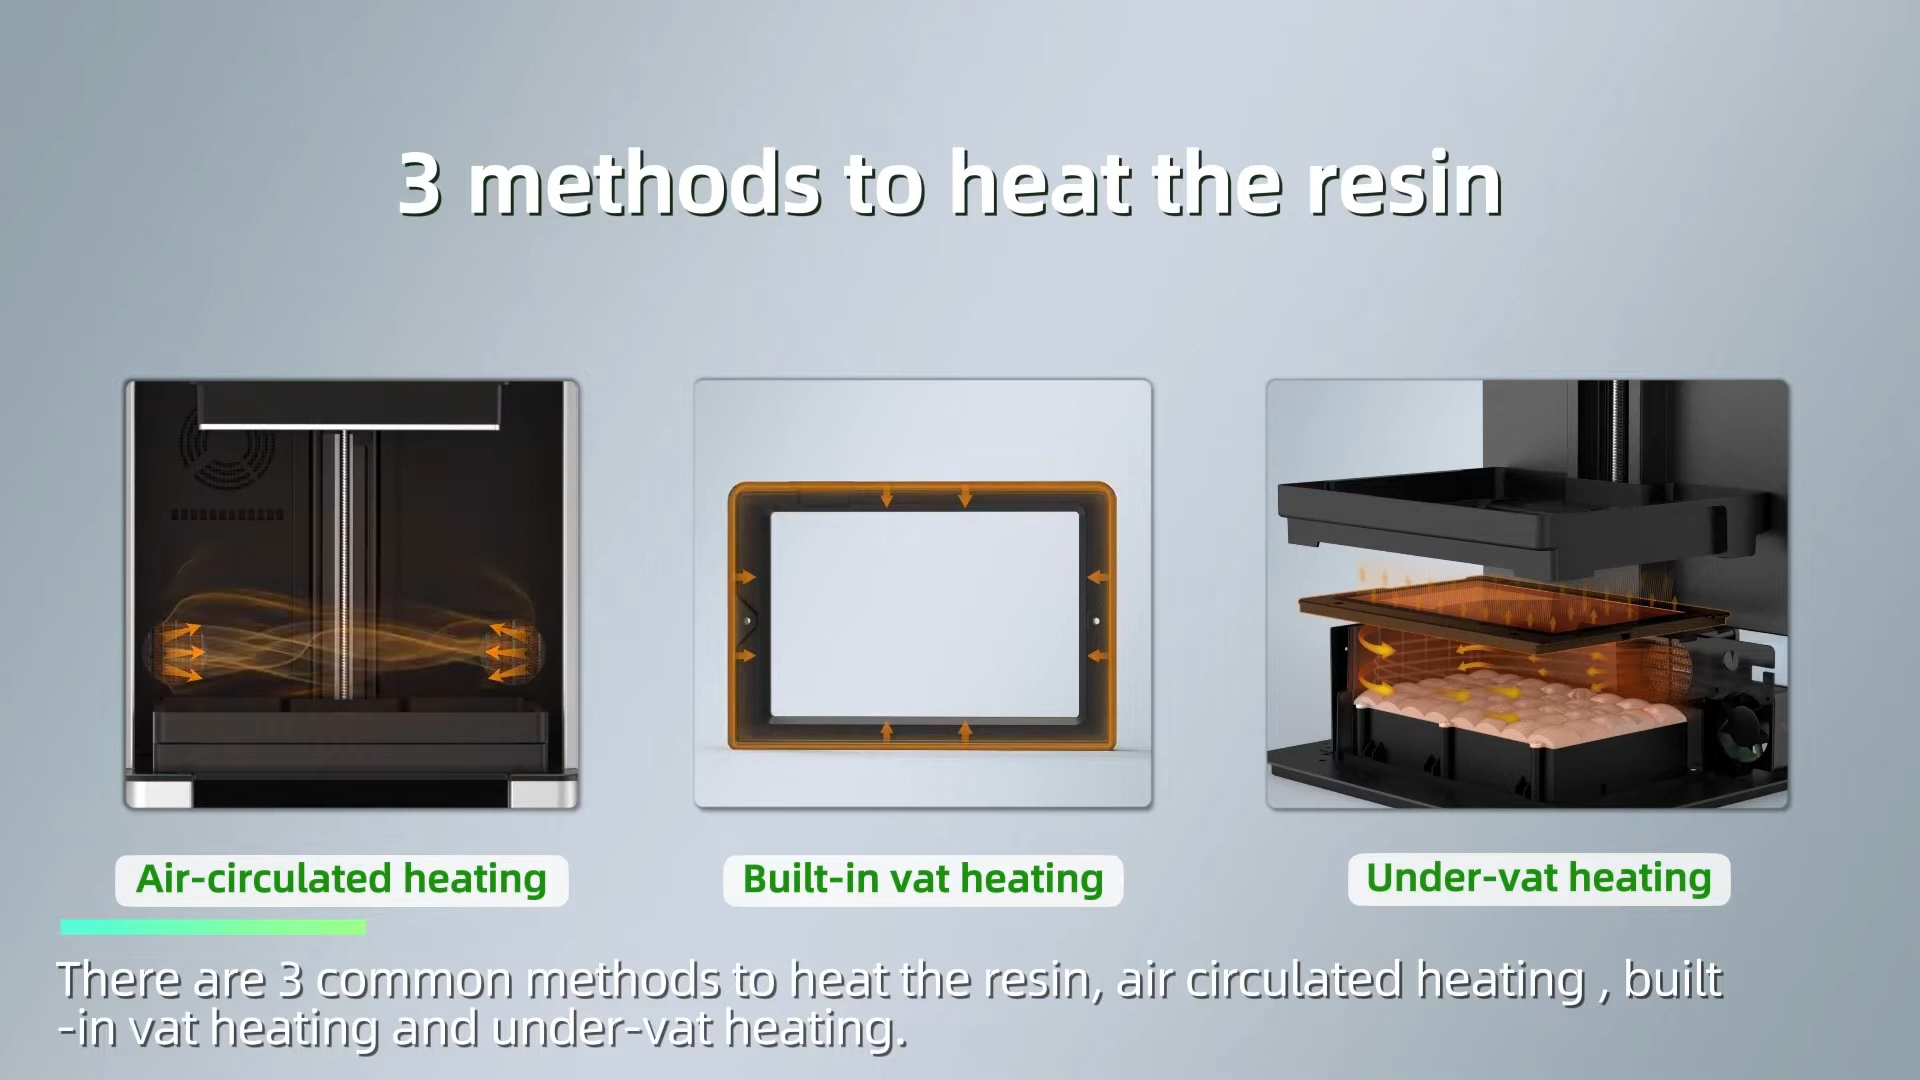 3 methods to heat the resin
Air-circulated heating
Built-in vat heating
Under-vat heating
There are 3 common methods to heat the resin, air circulated heating , built
-in vat heating and under-vat heating.